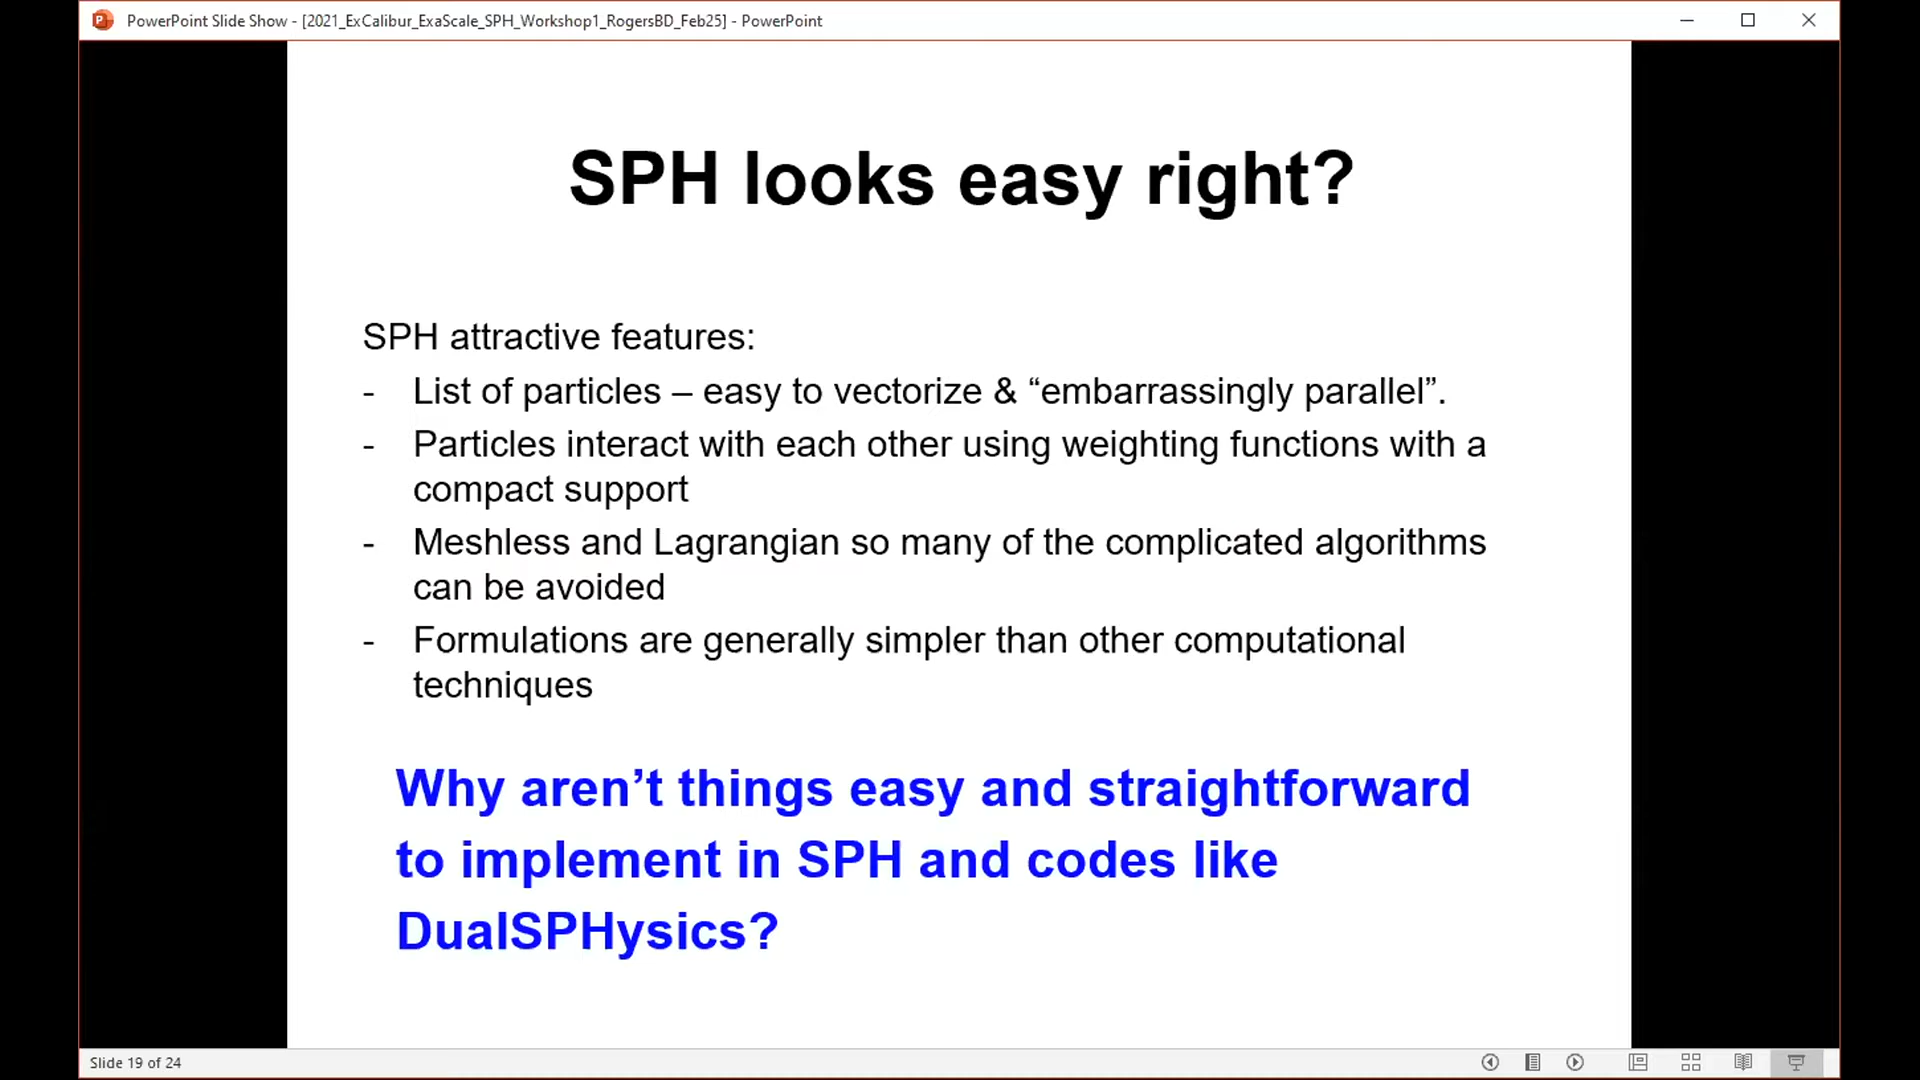 PowerPoint Slide Show - [2021_ExCalibur_ExaScale_SPH_Workshop1_RogersBD_Feb25] - PowerPoint
SPH looks easy right?
SPH attractive features:
- List of particles – easy to vectorize & “embarrassingly parallel”.
- Particles interact with each other using weighting functions with a
compact support
- Meshless and Lagrangian so many of the complicated algorithms
can be avoided
- Formulations are generally simpler than other computational
techniques
Why aren’t things easy and straightforward
to implement in SPH and codes like
DualSPHysics?
Slide 19 of 24